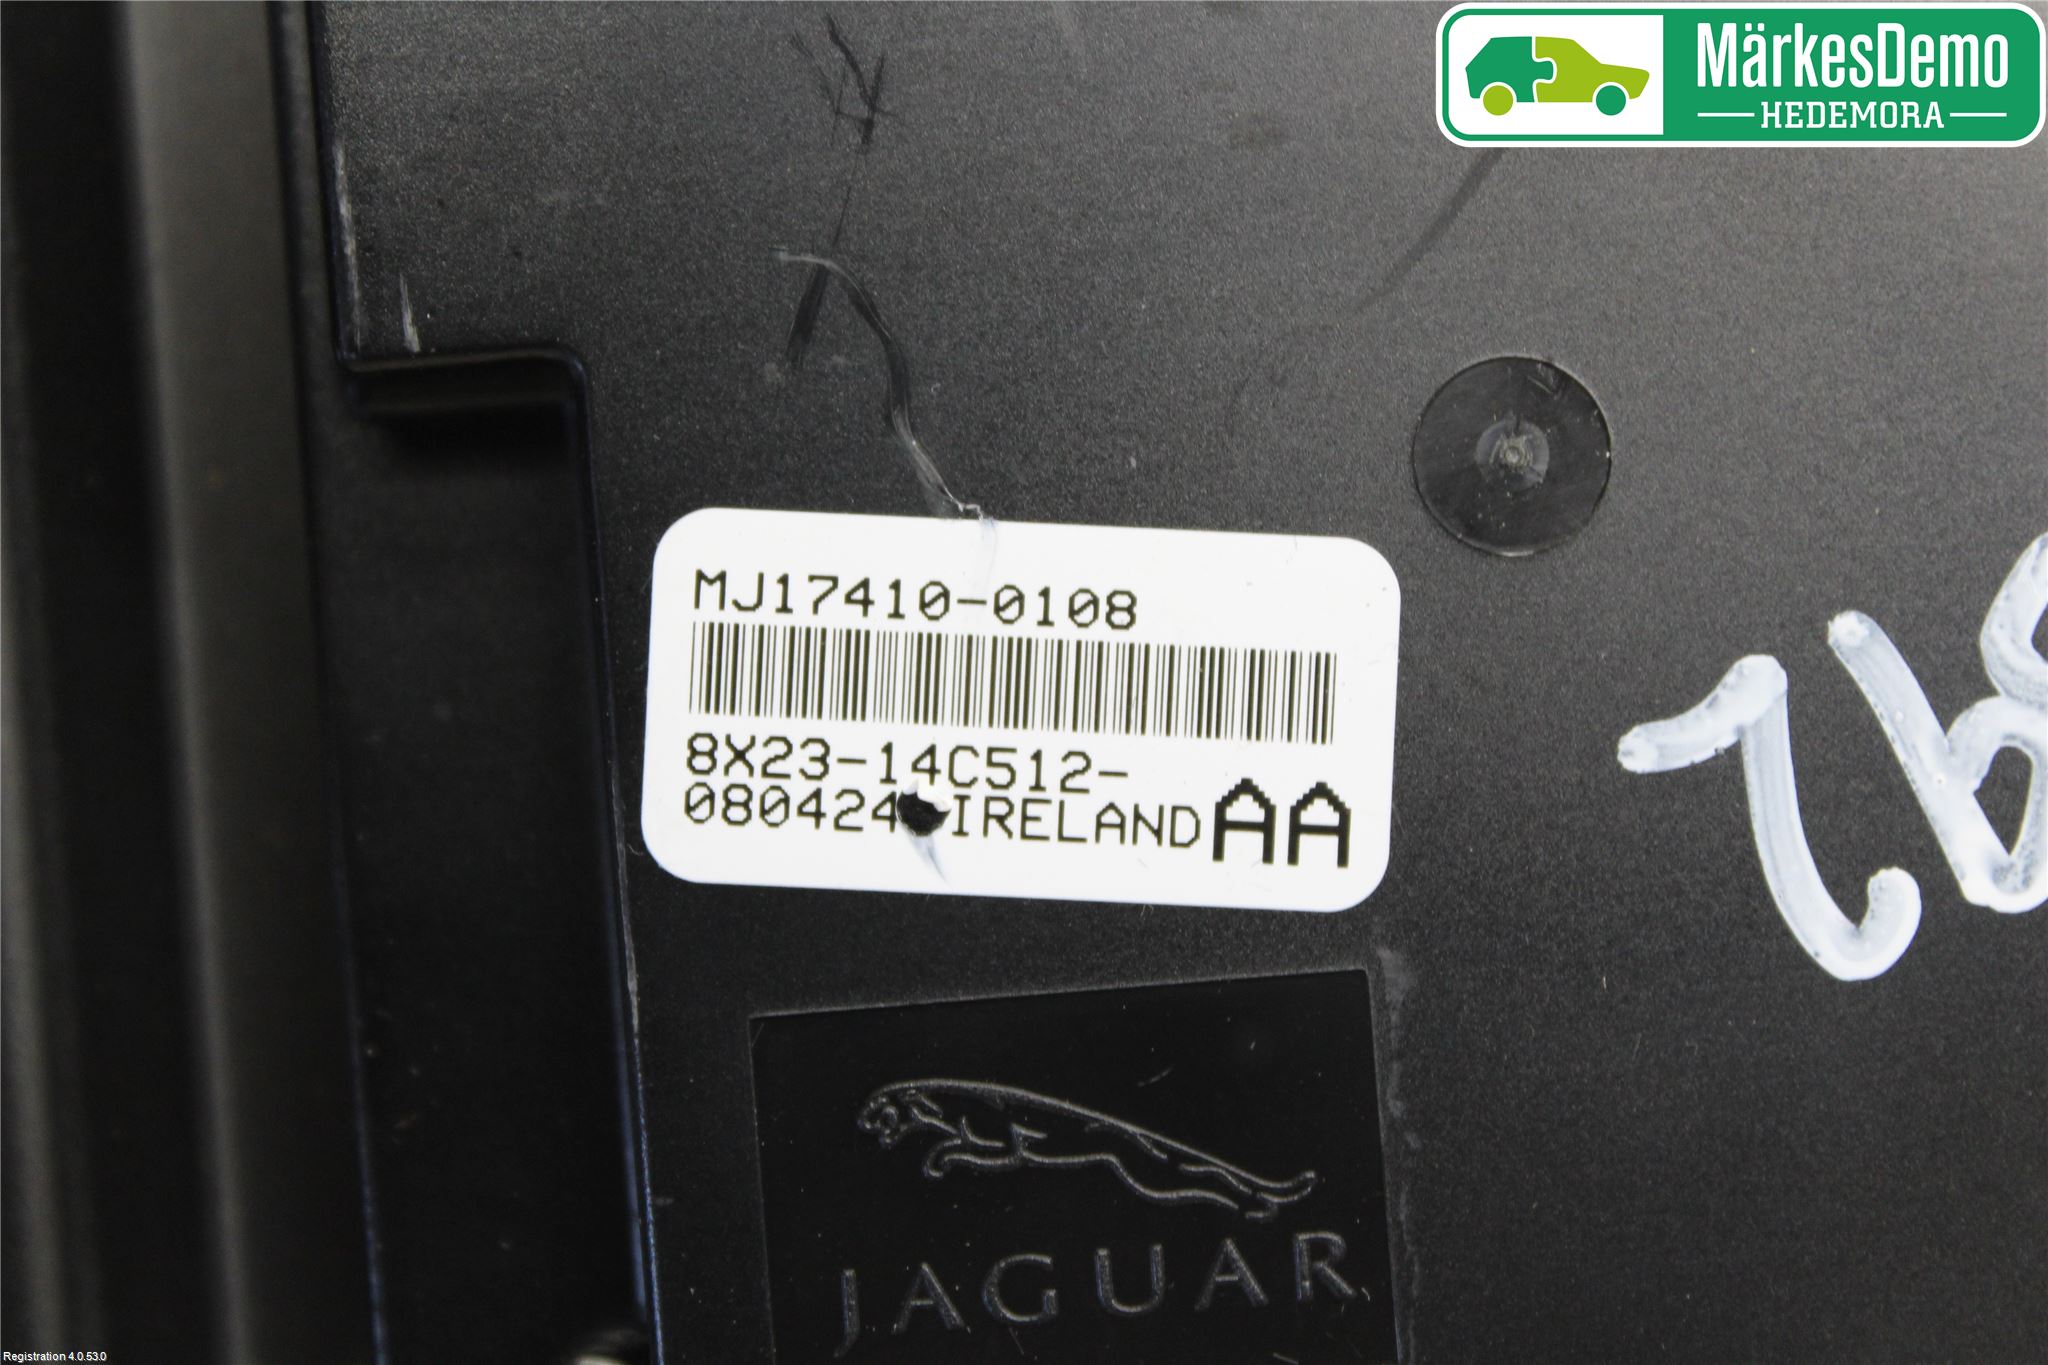 MärkesDemo
HEDEMORA
MJ17410-0108
8X23-14C512-
080424 IRELAND AA
JAGUAR
Registration 4.0.53.0